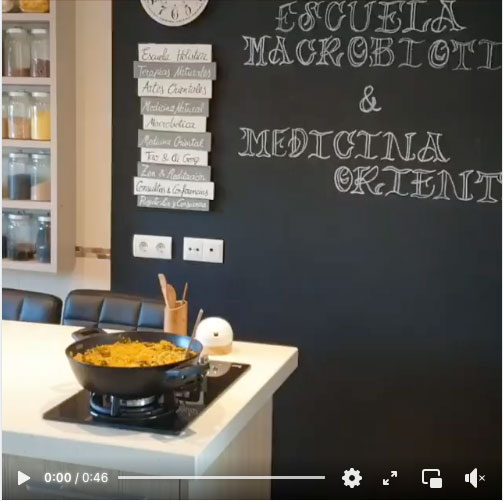 ESCUELA
MACROBIOTI
&
MEDICINA
ORIENT
Escuela Holística
Terapias Naturales
Artes Orientales
Medicina Natural
Macrobiótica
Medicina Oriental
Tao & Qi Gong
Zen & Meditación
Consultas & Conferencias
0:00 / 0:46